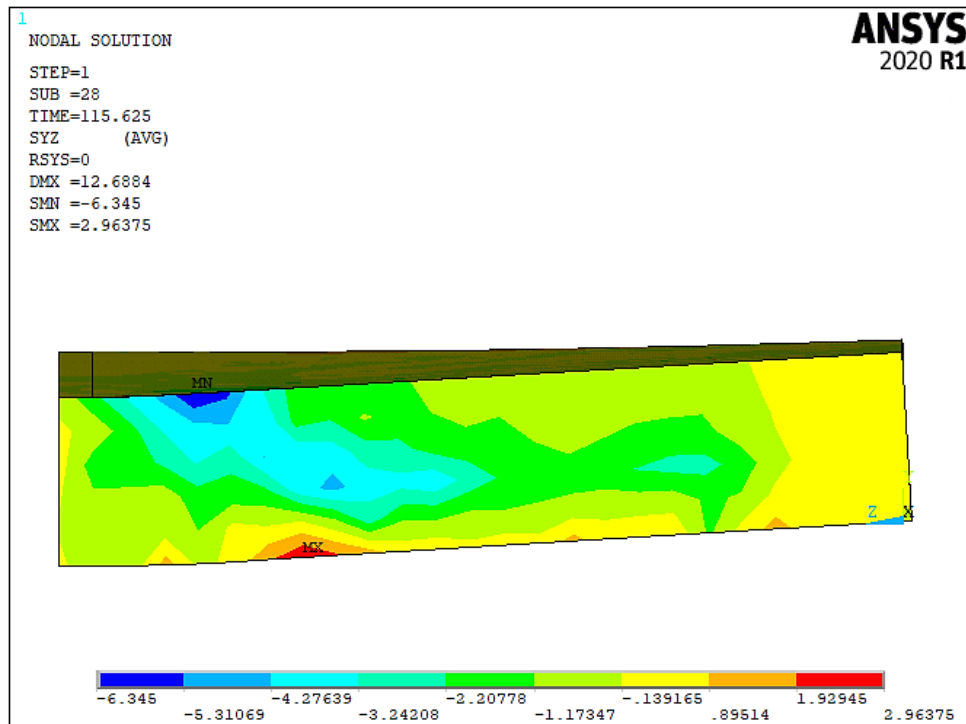 1
NODAL SOLUTION
STEP=1
SUB =28
TIME=115.625
SYZ (AVG)
RSYS=0
DMX =12.6884
SMN =-6.345
SMX =2.96375
ANSYS
2020 R1
MN
MX
Z X
-6.345 -4.27639 -2.20778 -.139165 1.92945
-5.31069 -3.24208 -1.17347 .89514 2.96375